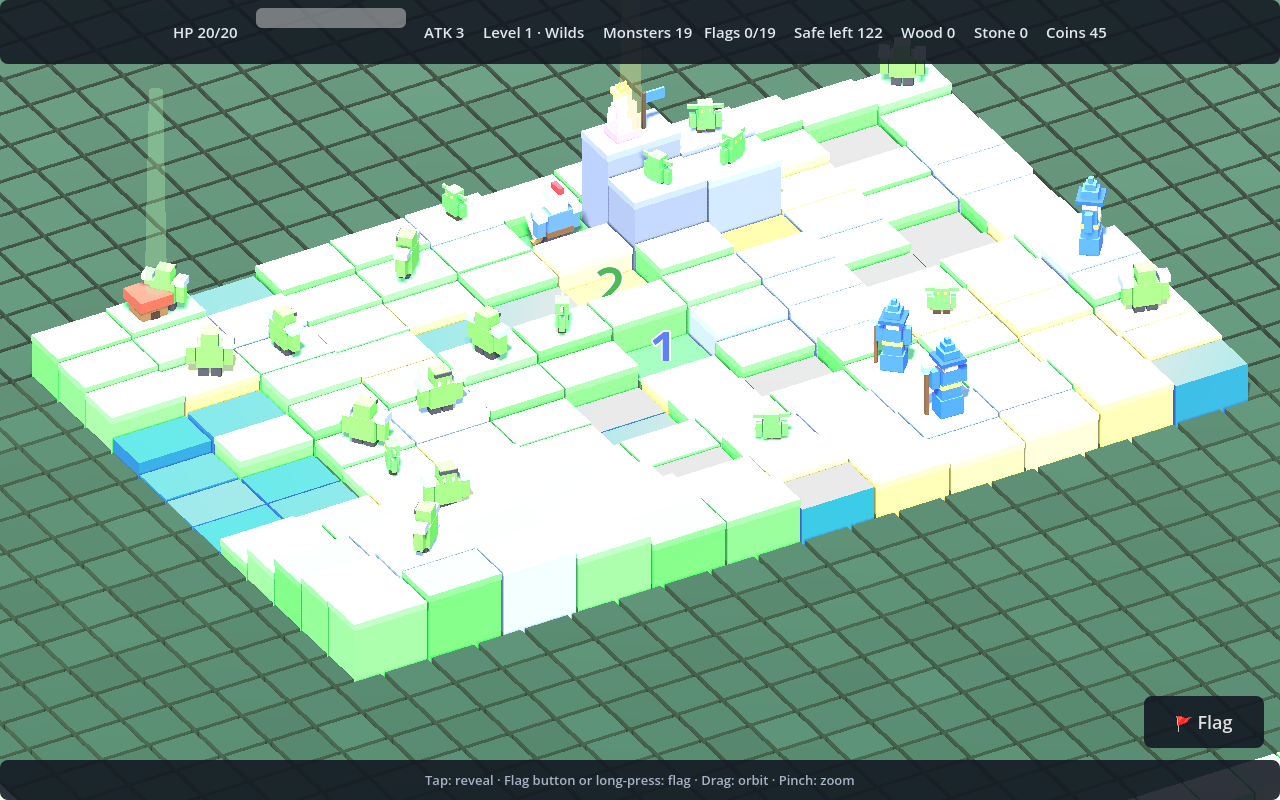 HP 20/20 ATK 3 Level 1 · Wilds Monsters 19 Flags 0/19 Safe left 122 Wood 0 Stone 0 Coins 45
2
1
🚩 Flag
Tap: reveal · Flag button or long-press: flag · Drag: orbit · Pinch: zoom